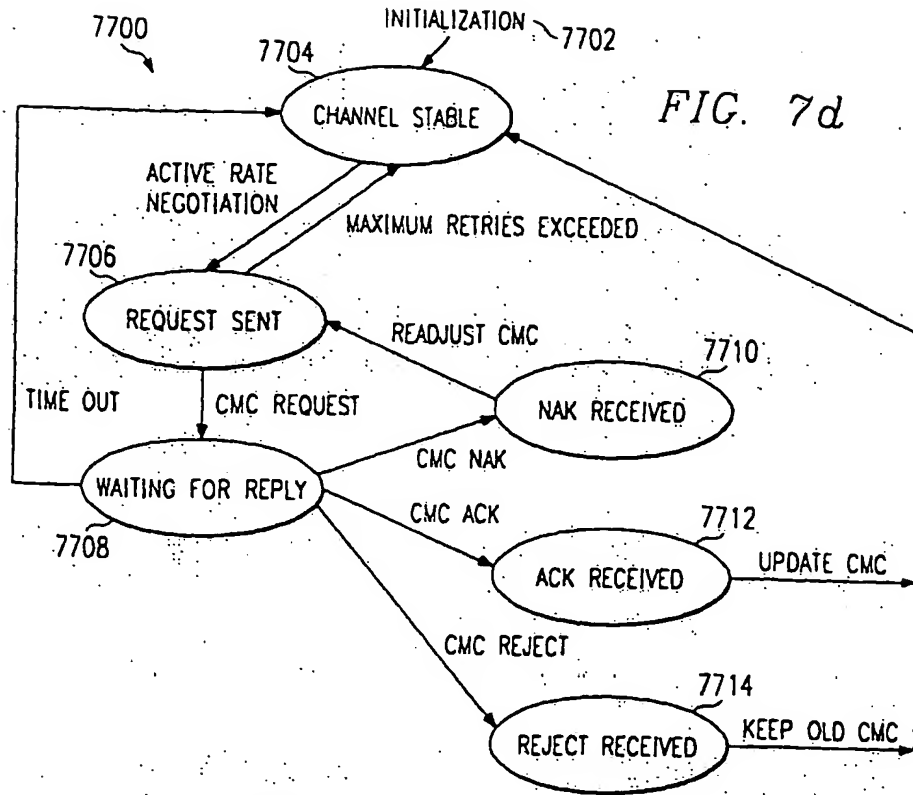 7700
INITIALIZATION
7702
7704
CHANNEL STABLE
FIG. 7d
ACTIVE RATE
NEGOTIATION
MAXIMUM RETRIES EXCEEDED
7706
REQUEST SENT
READJUST CMC
7710
NAK RECEIVED
TIME OUT
CMC REQUEST
CMC NAK
WAITING FOR REPLY
7708
CMC ACK
7712
ACK RECEIVED
UPDATE CMC
CMC REJECT
7714
REJECT RECEIVED
KEEP OLD CMC